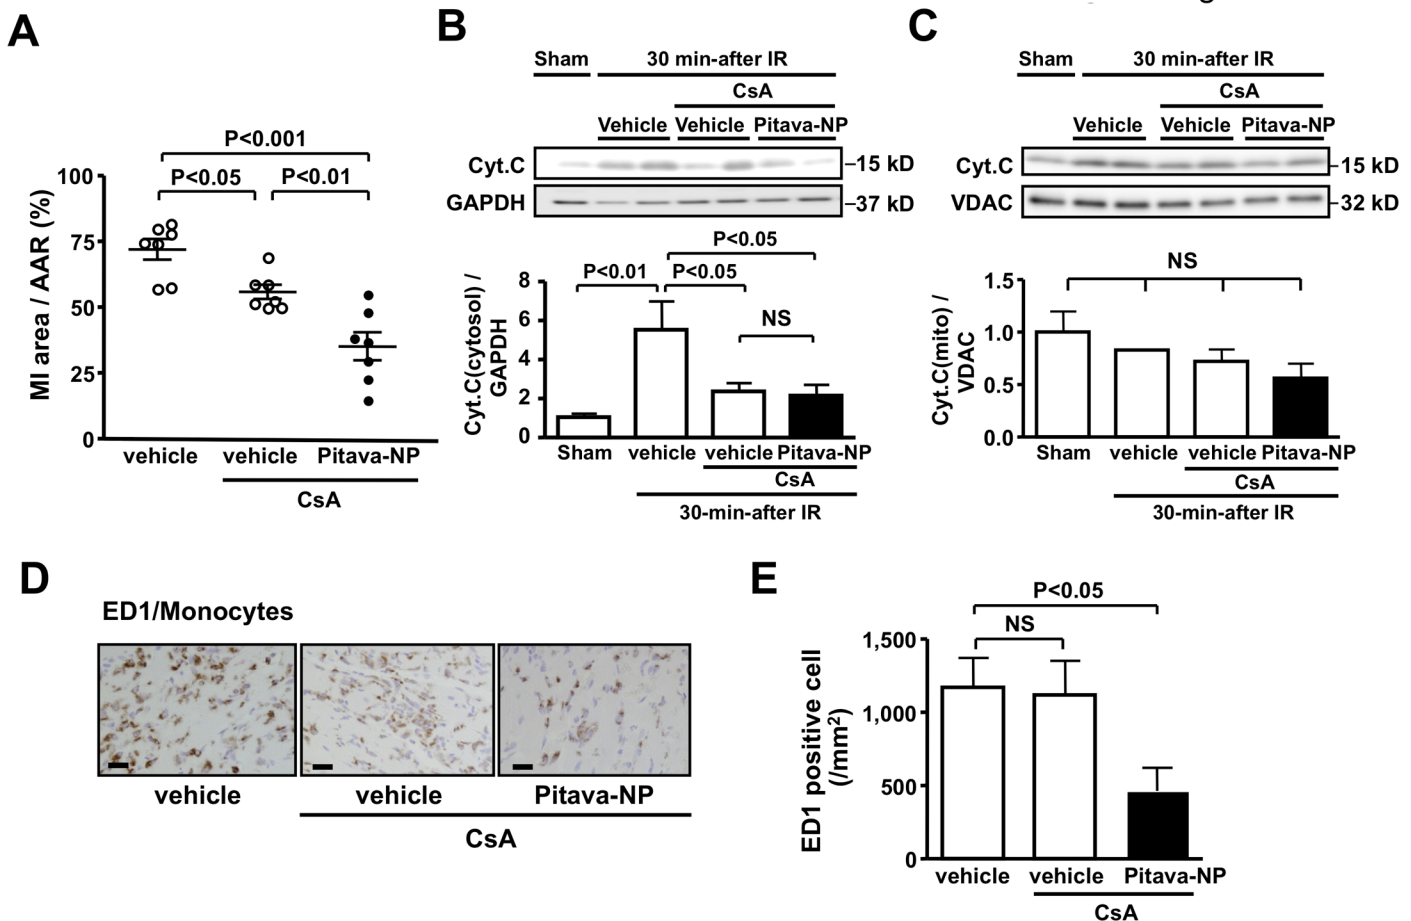 A
P<0.001
P<0.05
P<0.01
MI area / AAR (%)
100
75
50
25
0
vehicle
vehicle
Pitava-NP
CsA
B
Sham
30 min-after IR
CsA
Vehicle
Vehicle
Pitava-NP
Cyt.C
15 kD
GAPDH
37 kD
P<0.05
P<0.01
P<0.05
NS
Cyt.C(cytosol) /
GAPDH
8
6
4
2
0
Sham
vehicle
vehicle
Pitava-NP
CsA
30-min-after IR
C
Sham
30 min-after IR
CsA
Vehicle
Vehicle
Pitava-NP
Cyt.C
15 kD
VDAC
32 kD
NS
Cyt.C(mito) /
VDAC
1.5
1.0
0.5
0.0
Sham
vehicle
vehicle
Pitava-NP
CsA
30-min-after IR
D
ED1/Monocytes
vehicle
vehicle
Pitava-NP
CsA
E
P<0.05
NS
ED1 positive cell
(/mm²)
1,500
1,000
500
0
vehicle
vehicle
Pitava-NP
CsA